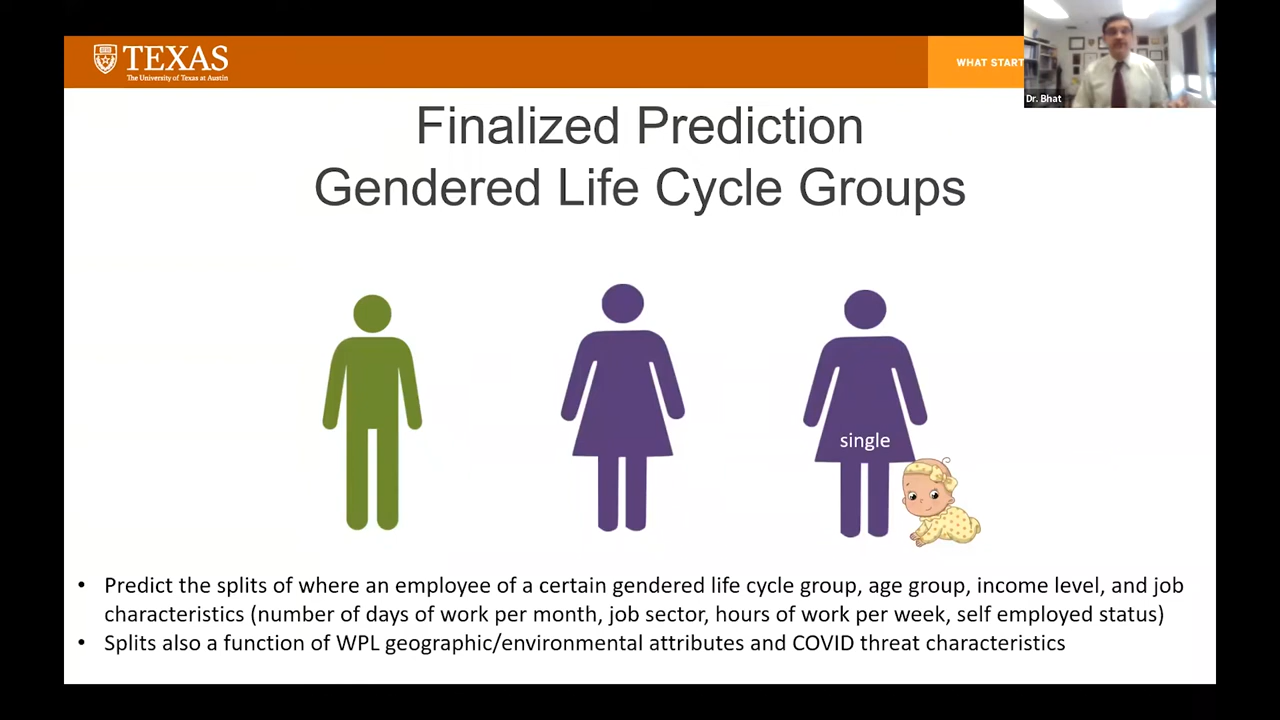 TEXAS
The University of Texas at Austin
WHAT START
Dr. Bhat
Finalized Prediction
Gendered Life Cycle Groups
single
• Predict the splits of where an employee of a certain gendered life cycle group, age group, income level, and job
characteristics (number of days of work per month, job sector, hours of work per week, self employed status)
• Splits also a function of WPL geographic/environmental attributes and COVID threat characteristics